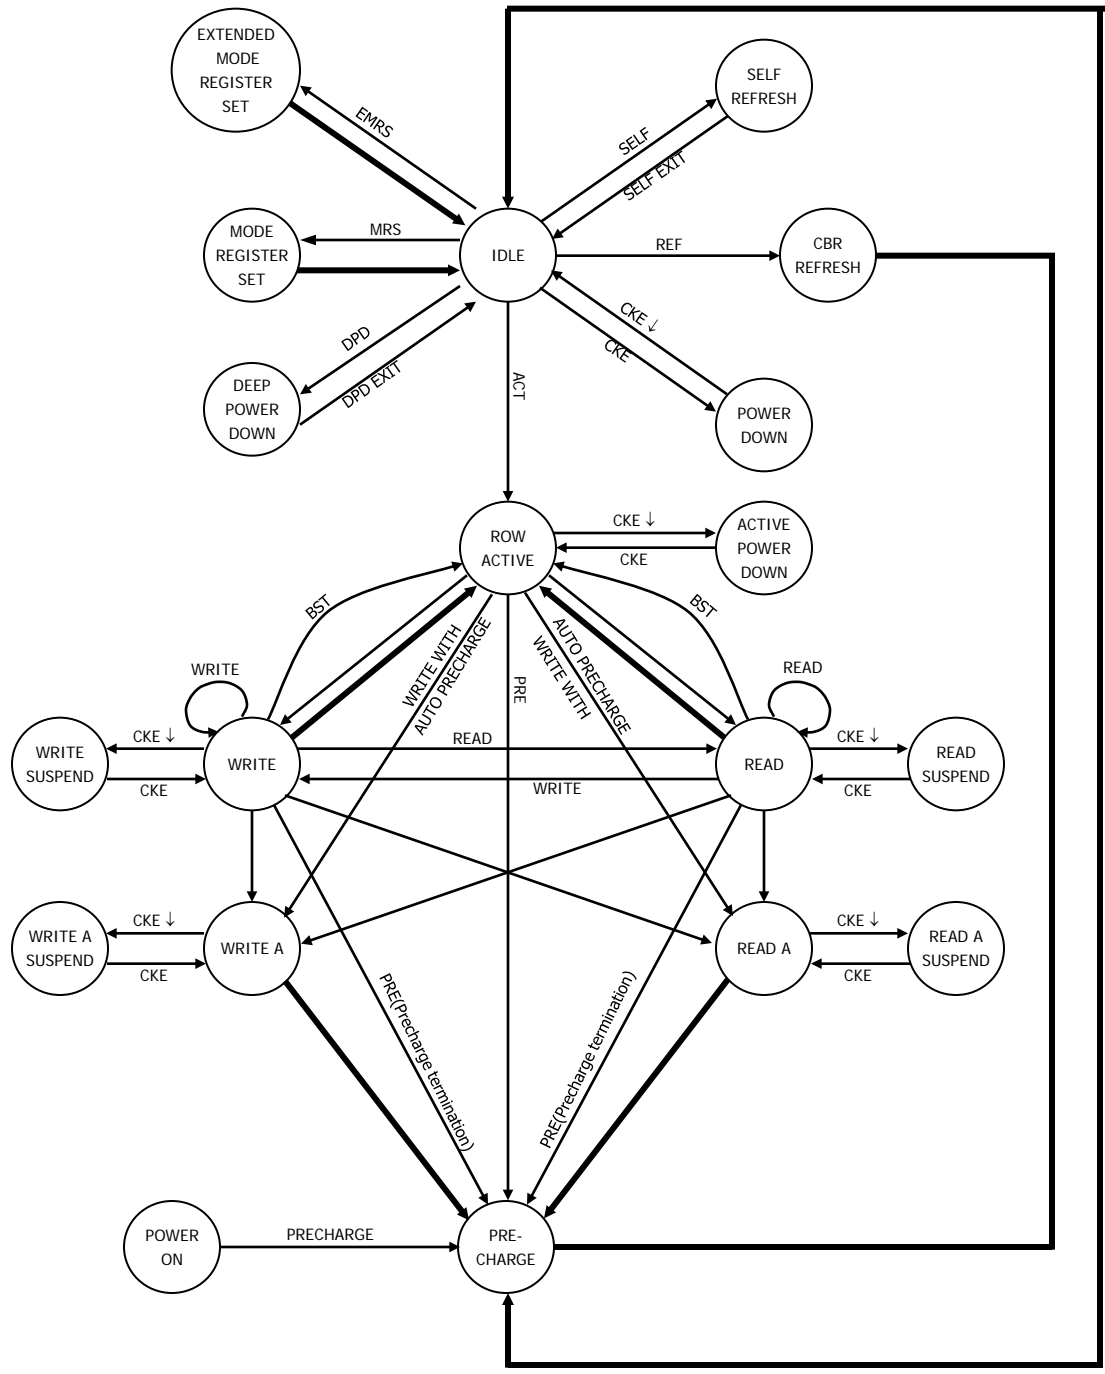 EXTENDED
MODE
REGISTER
SET
SELF
REFRESH
EMRS
SELF
SELF EXIT
MODE
REGISTER
SET
MRS
IDLE
REF
CBR
REFRESH
DPD
DPD EXIT
CKE ↓
CKE
DEEP
POWER
DOWN
ACT
POWER
DOWN
ROW
ACTIVE
CKE ↓
CKE
ACTIVE
POWER
DOWN
BST
BST
WRITE WITH
AUTO PRECHARGE
PRE
AUTO PRECHARGE
WRITE WITH
WRITE
READ
WRITE
SUSPEND
CKE ↓
CKE
WRITE
READ
WRITE
READ
CKE ↓
CKE
READ
SUSPEND
WRITE A
SUSPEND
CKE ↓
CKE
WRITE A
READ A
CKE ↓
CKE
READ A
SUSPEND
PRE(Precharge termination)
PRE(Precharge termination)
POWER
ON
PRECHARGE
PRE-
CHARGE